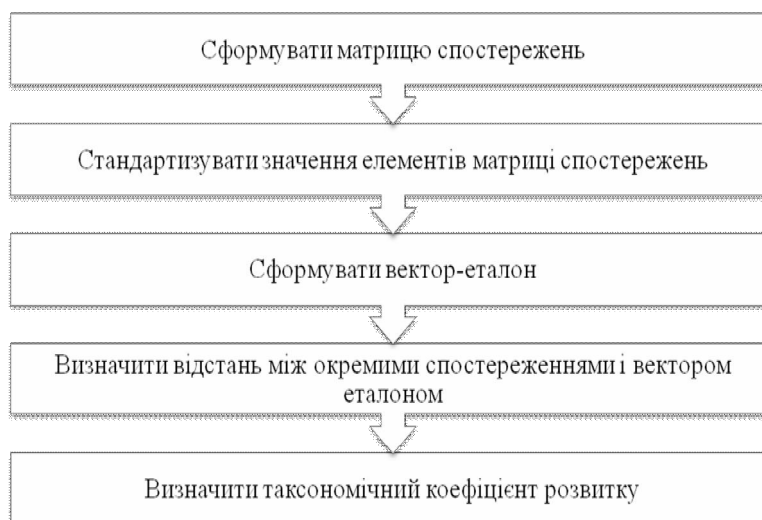 Сформувати матрицю спостережень
Стандартизувати значення елементів матриці спостережень
Сформувати вектор-еталон
Визначити відстань між окремими спостереженнями і вектором
еталоном
Визначити таксономічний коефіцієнт розвитку